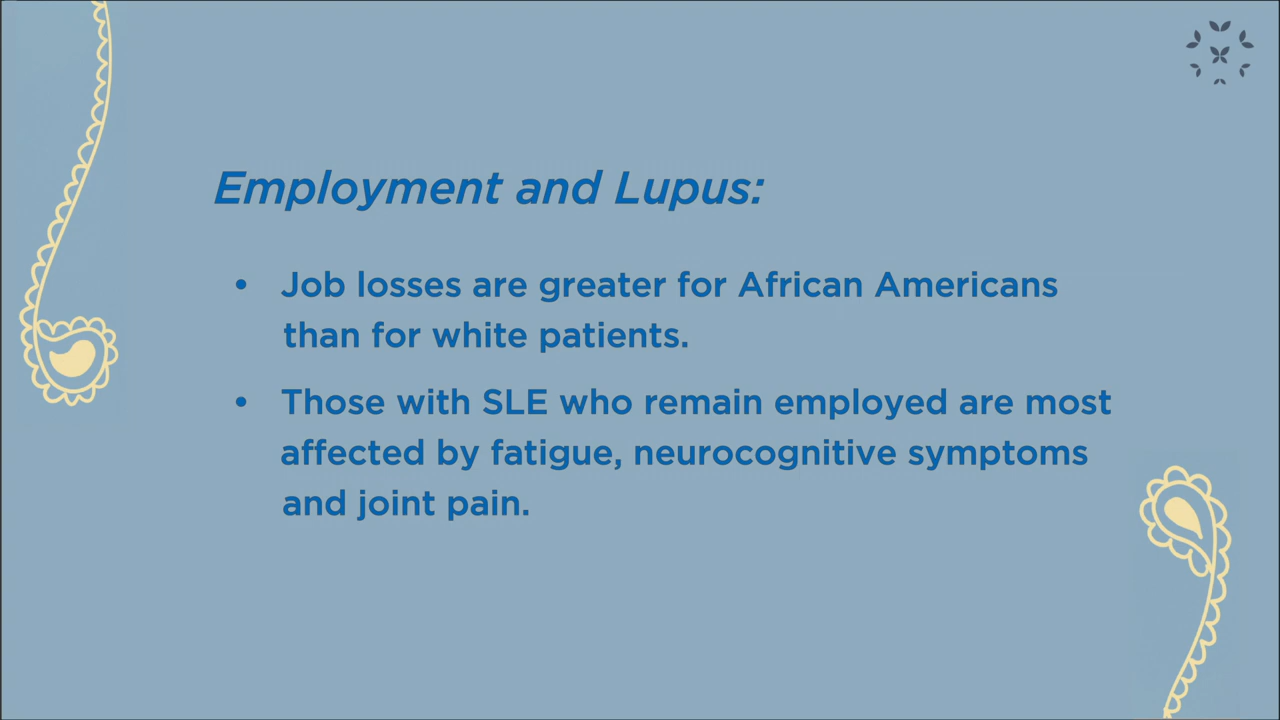 Employment and Lupus:
• Job losses are greater for African Americans
than for white patients.
• Those with SLE who remain employed are most
affected by fatigue, neurocognitive symptoms
and joint pain.